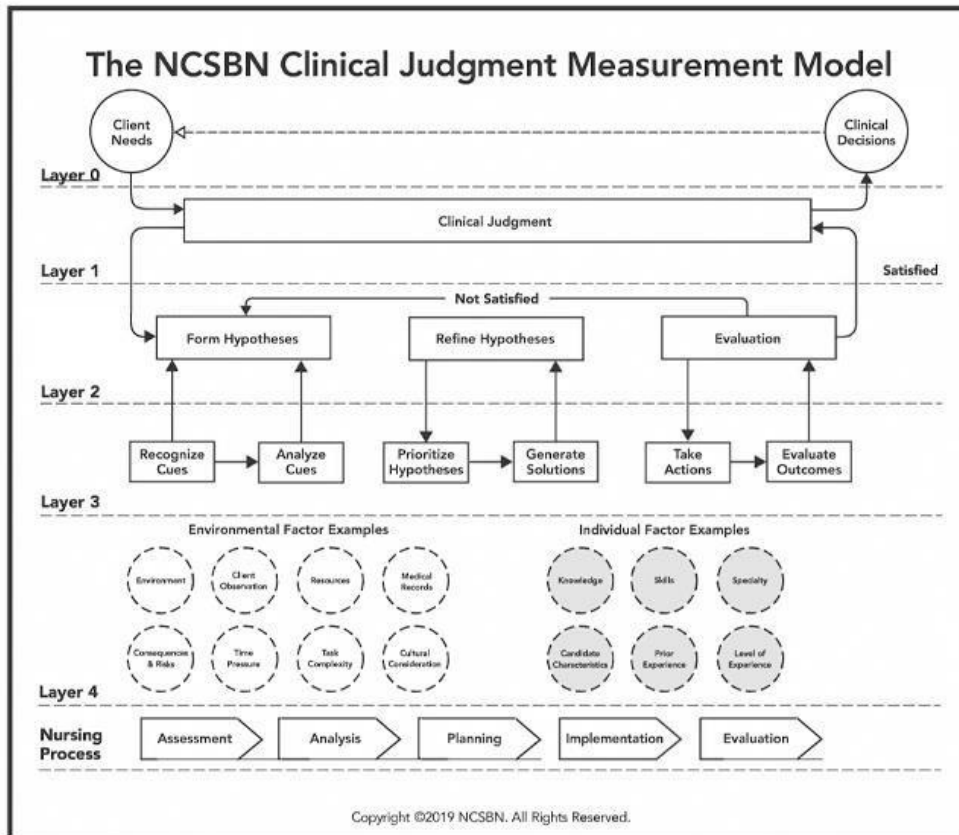 The NCSBN Clinical Judgment Measurement Model
Client
Needs
Clinical
Decisions
Layer 0
Clinical Judgment
Layer 1
Satisfied
Not Satisfied
Form Hypotheses
Refine Hypotheses
Evaluation
Layer 2
Recognize
Cues
Analyze
Cues
Prioritize
Hypotheses
Generate
Solutions
Take
Actions
Evaluate
Outcomes
Layer 3
Environmental Factor Examples
Individual Factor Examples
Environment
Client
Observation
Resources
Medical
Records
Knowledge
Skills
Specialty
Consequences
& Risks
Time
Pressure
Task
Complexity
Cultural
Consideration
Candidate
Characteristics
Prior
Experience
Level of
Experience
Layer 4
Nursing
Process
Assessment
Analysis
Planning
Implementation
Evaluation
Copyright ©2019 NCSBN. All Rights Reserved.